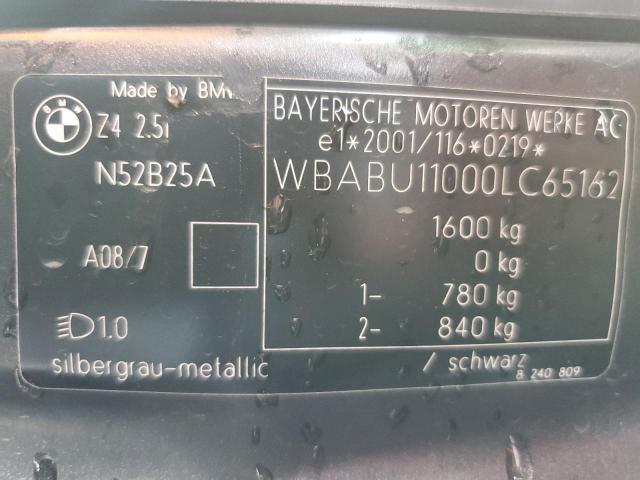 Made by BMW
BMW
Z4 2.5i
N52B25A
A08/7
1.0
silbergrau-metallic
BAYERISCHE MOTOREN WERKE AG
e1*2001/116*0219*
WBABU11000LC65162
1600 kg
0 kg
1- 780 kg
2- 840 kg
/ schwarz
8 240 809